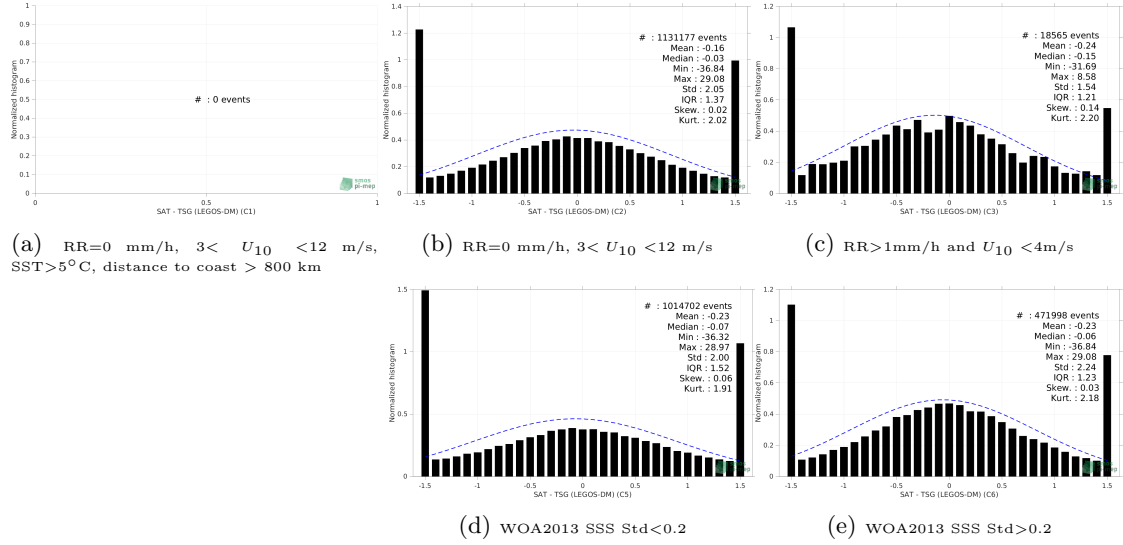 1
0.9
0.8
0.7
0.6
0.5
0.4
0.3
0.2
0.1
0
Normalized histogram
# : 0 events
smos
pi-mep
0 0.5 1
SAT - TSG (LEGOS-DM) (C1)
(a) RR=0 mm/h, 3< U10 <12 m/s,
SST>5°C, distance to coast > 800 km
1.4
1.2
1
0.8
0.6
0.4
0.2
0
Normalized histogram
# : 1131177 events
Mean : -0.16
Median : -0.03
Min : -36.84
Max : 29.08
Std : 2.05
IQR : 1.37
Skew. : 0.02
Kurt. : 2.02
-1.5 -1 -0.5 0 0.5 1 1.5
SAT - TSG (LEGOS-DM) (C2)
(b) RR=0 mm/h, 3< U10 <12 m/s
1.2
1
0.8
0.6
0.4
0.2
0
Normalized histogram
# : 18565 events
Mean : -0.24
Median : -0.15
Min : -31.69
Max : 8.58
Std : 1.54
IQR : 1.21
Skew. : 0.14
Kurt. : 2.20
-1.5 -1 -0.5 0 0.5 1 1.5
SAT - TSG (LEGOS-DM) (C3)
(c) RR>1mm/h and U10 <4m/s
1.5
1
0.5
0
Normalized histogram
# : 1014702 events
Mean : -0.23
Median : -0.07
Min : -36.32
Max : 28.97
Std : 2.00
IQR : 1.52
Skew. : 0.06
Kurt. : 1.91
-1.5 -1 -0.5 0 0.5 1 1.5
SAT - TSG (LEGOS-DM) (C5)
(d) WOA2013 SSS Std<0.2
1.2
1
0.8
0.6
0.4
0.2
0
Normalized histogram
# : 471998 events
Mean : -0.23
Median : -0.06
Min : -36.84
Max : 29.08
Std : 2.24
IQR : 1.23
Skew. : 0.03
Kurt. : 2.18
-1.5 -1 -0.5 0 0.5 1 1.5
SAT - TSG (LEGOS-DM) (C6)
(e) WOA2013 SSS Std>0.2